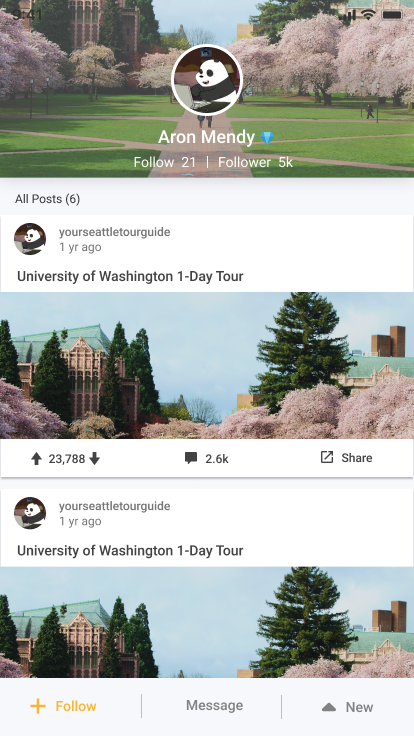 Aron Mendy
Follow 21 | Follower 5k
All Posts (6)
yourseattletourguide
1 yr ago
University of Washington 1-Day Tour
23,788
2.6k
Share
yourseattletourguide
1 yr ago
University of Washington 1-Day Tour
Follow
Message
New